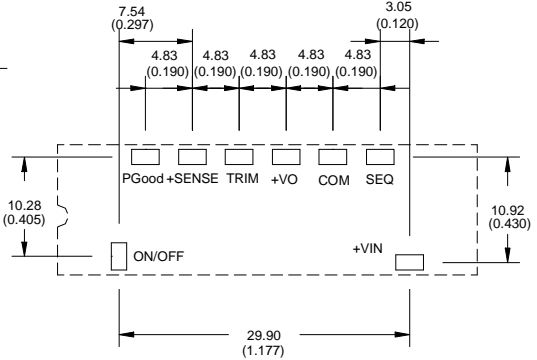 7.54
(0.297)
3.05
(0.120)
4.83 4.83 4.83 4.83 4.83
(0.190) (0.190) (0.190) (0.190) (0.190)
PGood +SENSE TRIM +VO COM SEQ
10.28
(0.405)
10.92
(0.430)
ON/OFF
+VIN
29.90
(1.177)